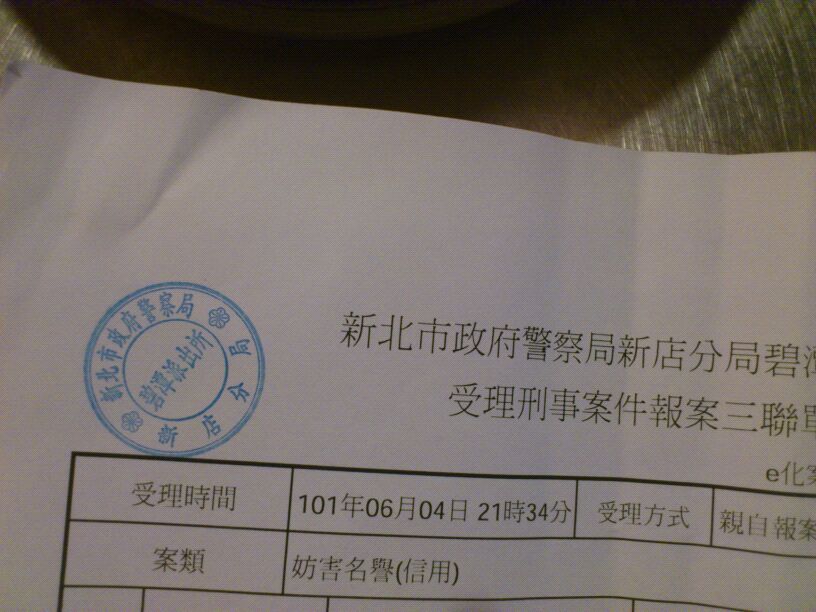 新北市政府警察局
新店分局
碧潭派出所
新北市政府警察局新店分局碧潭
受理刑事案件報案三聯單
e化案
受理時間 101年06月04日 21時34分 受理方式 親自報案
案類 妨害名譽(信用)